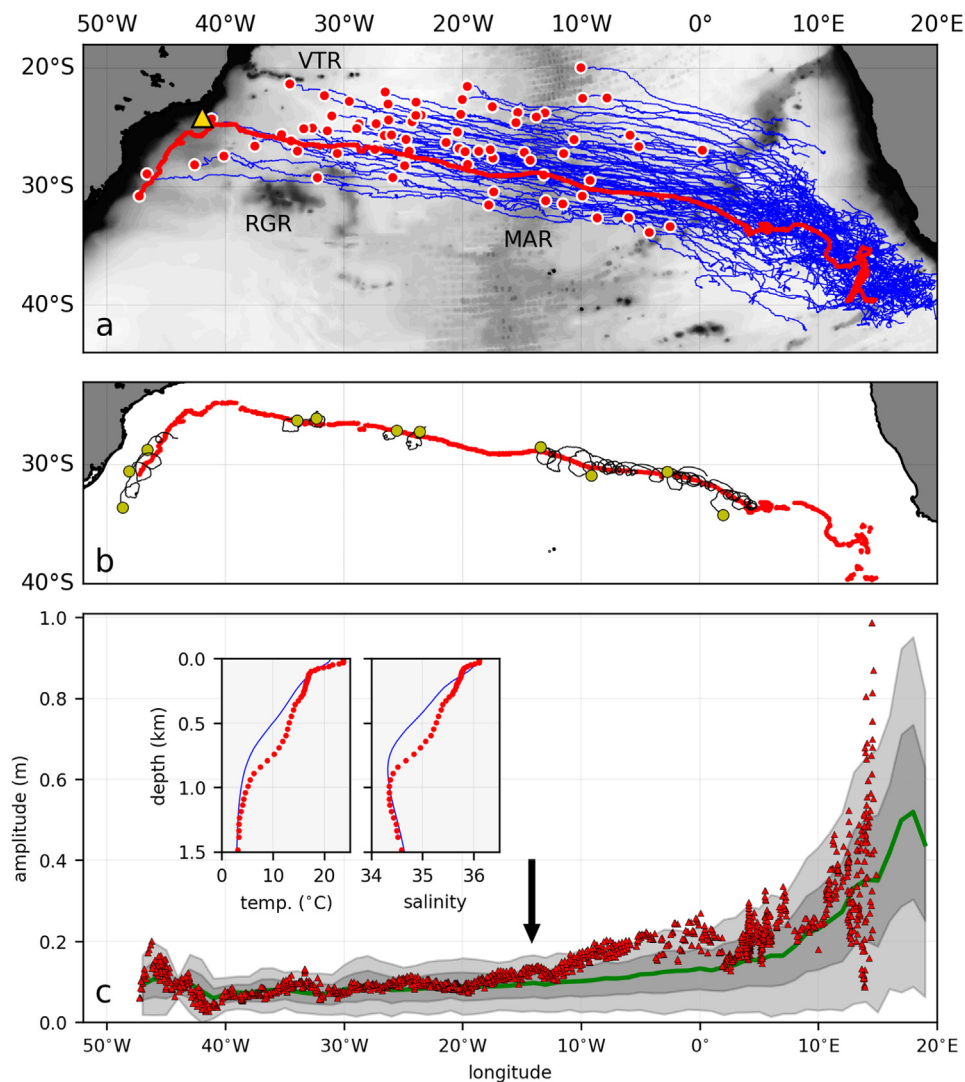 50°W 40°W 30°W 20°W 10°W 0° 10°E 20°E
20°S
VTR
30°S
RGR
MAR
40°S
a
30°S
b
40°S
1.0
0.8
0.6
0.4
0.2
0.0
amplitude (m)
0.0
0.5
1.0
1.5
depth (km)
0 10 20
temp. (°C)
34 35 36
salinity
c
50°W 40°W 30°W 20°W 10°W 0° 10°E 20°E
longitude